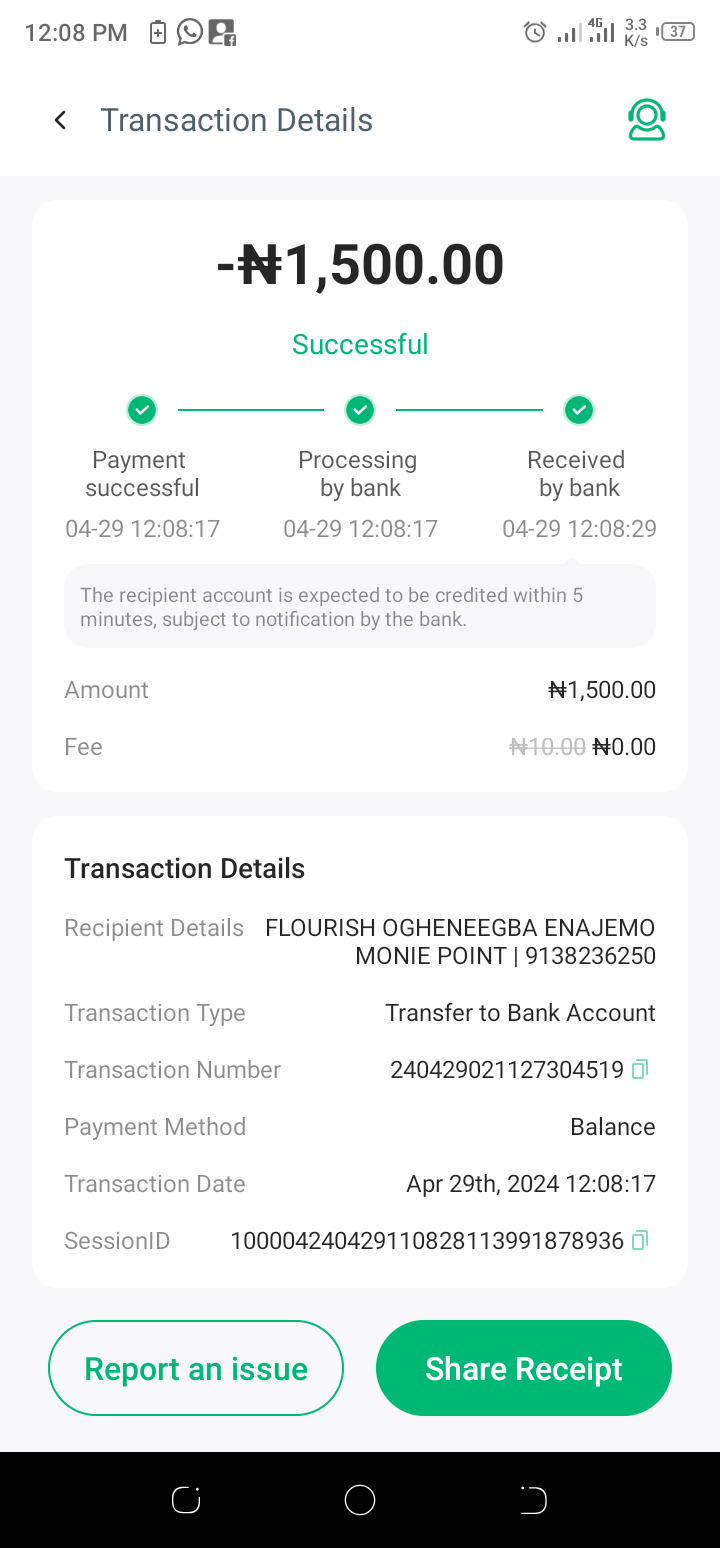 12:08 PM 4G 3.3 K/s 37
Transaction Details
-₦1,500.00
Successful
Payment successful
Processing by bank
Received by bank
04-29 12:08:17 04-29 12:08:17 04-29 12:08:29
The recipient account is expected to be credited within 5
minutes, subject to notification by the bank.
Amount ₦1,500.00
Fee ₦10.00 ₦0.00
Transaction Details
Recipient Details FLOURISH OGHENEEGBA ENAJEMO
MONIE POINT | 9138236250
Transaction Type Transfer to Bank Account
Transaction Number 240429021127304519
Payment Method Balance
Transaction Date Apr 29th, 2024 12:08:17
SessionID 100004240429110828113991878936
Report an issue Share Receipt